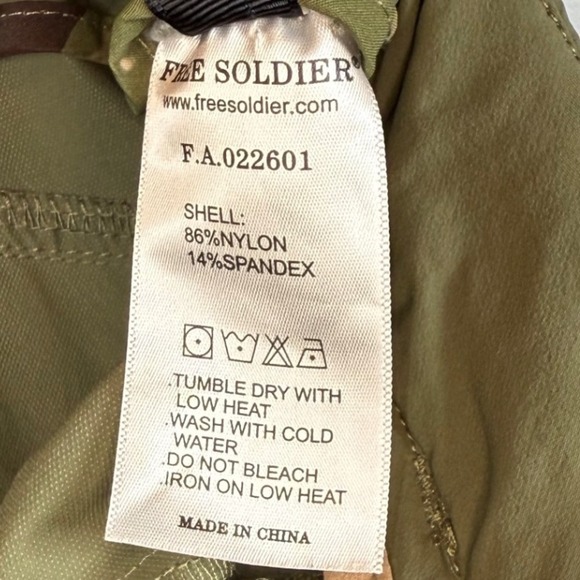 FREE SOLDIER®
www.freesoldier.com
F.A.022601
SHELL:
86%NYLON
14%SPANDEX
.TUMBLE DRY WITH
LOW HEAT
.WASH WITH COLD
WATER
.DO NOT BLEACH
.IRON ON LOW HEAT
MADE IN CHINA